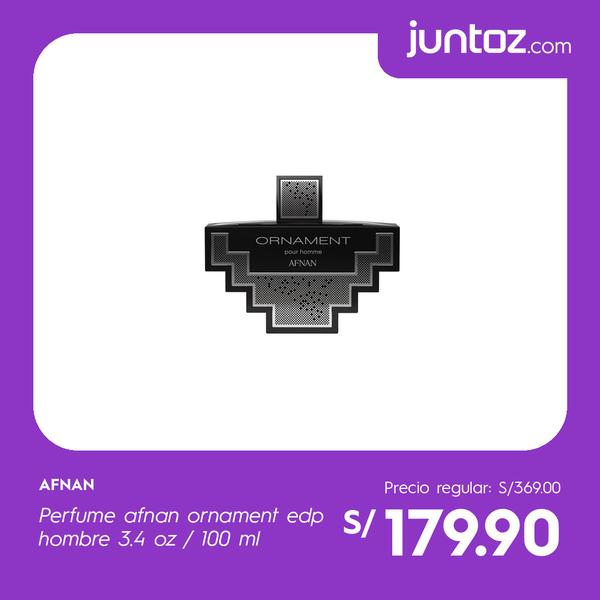 juntoz.com
ORNAMENT
pour homme
AFNAN
AFNAN
Perfume afnan ornament edp
hombre 3.4 oz / 100 ml
Precio regular: S/369.00
S/179.90